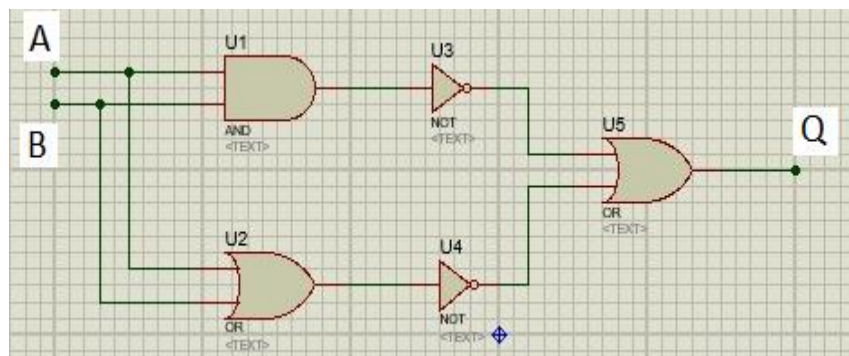 A
B
U1
AND
<TEXT>
U3
NOT
<TEXT>
U2
OR
<TEXT>
U4
NOT
<TEXT>
U5
OR
<TEXT>
Q